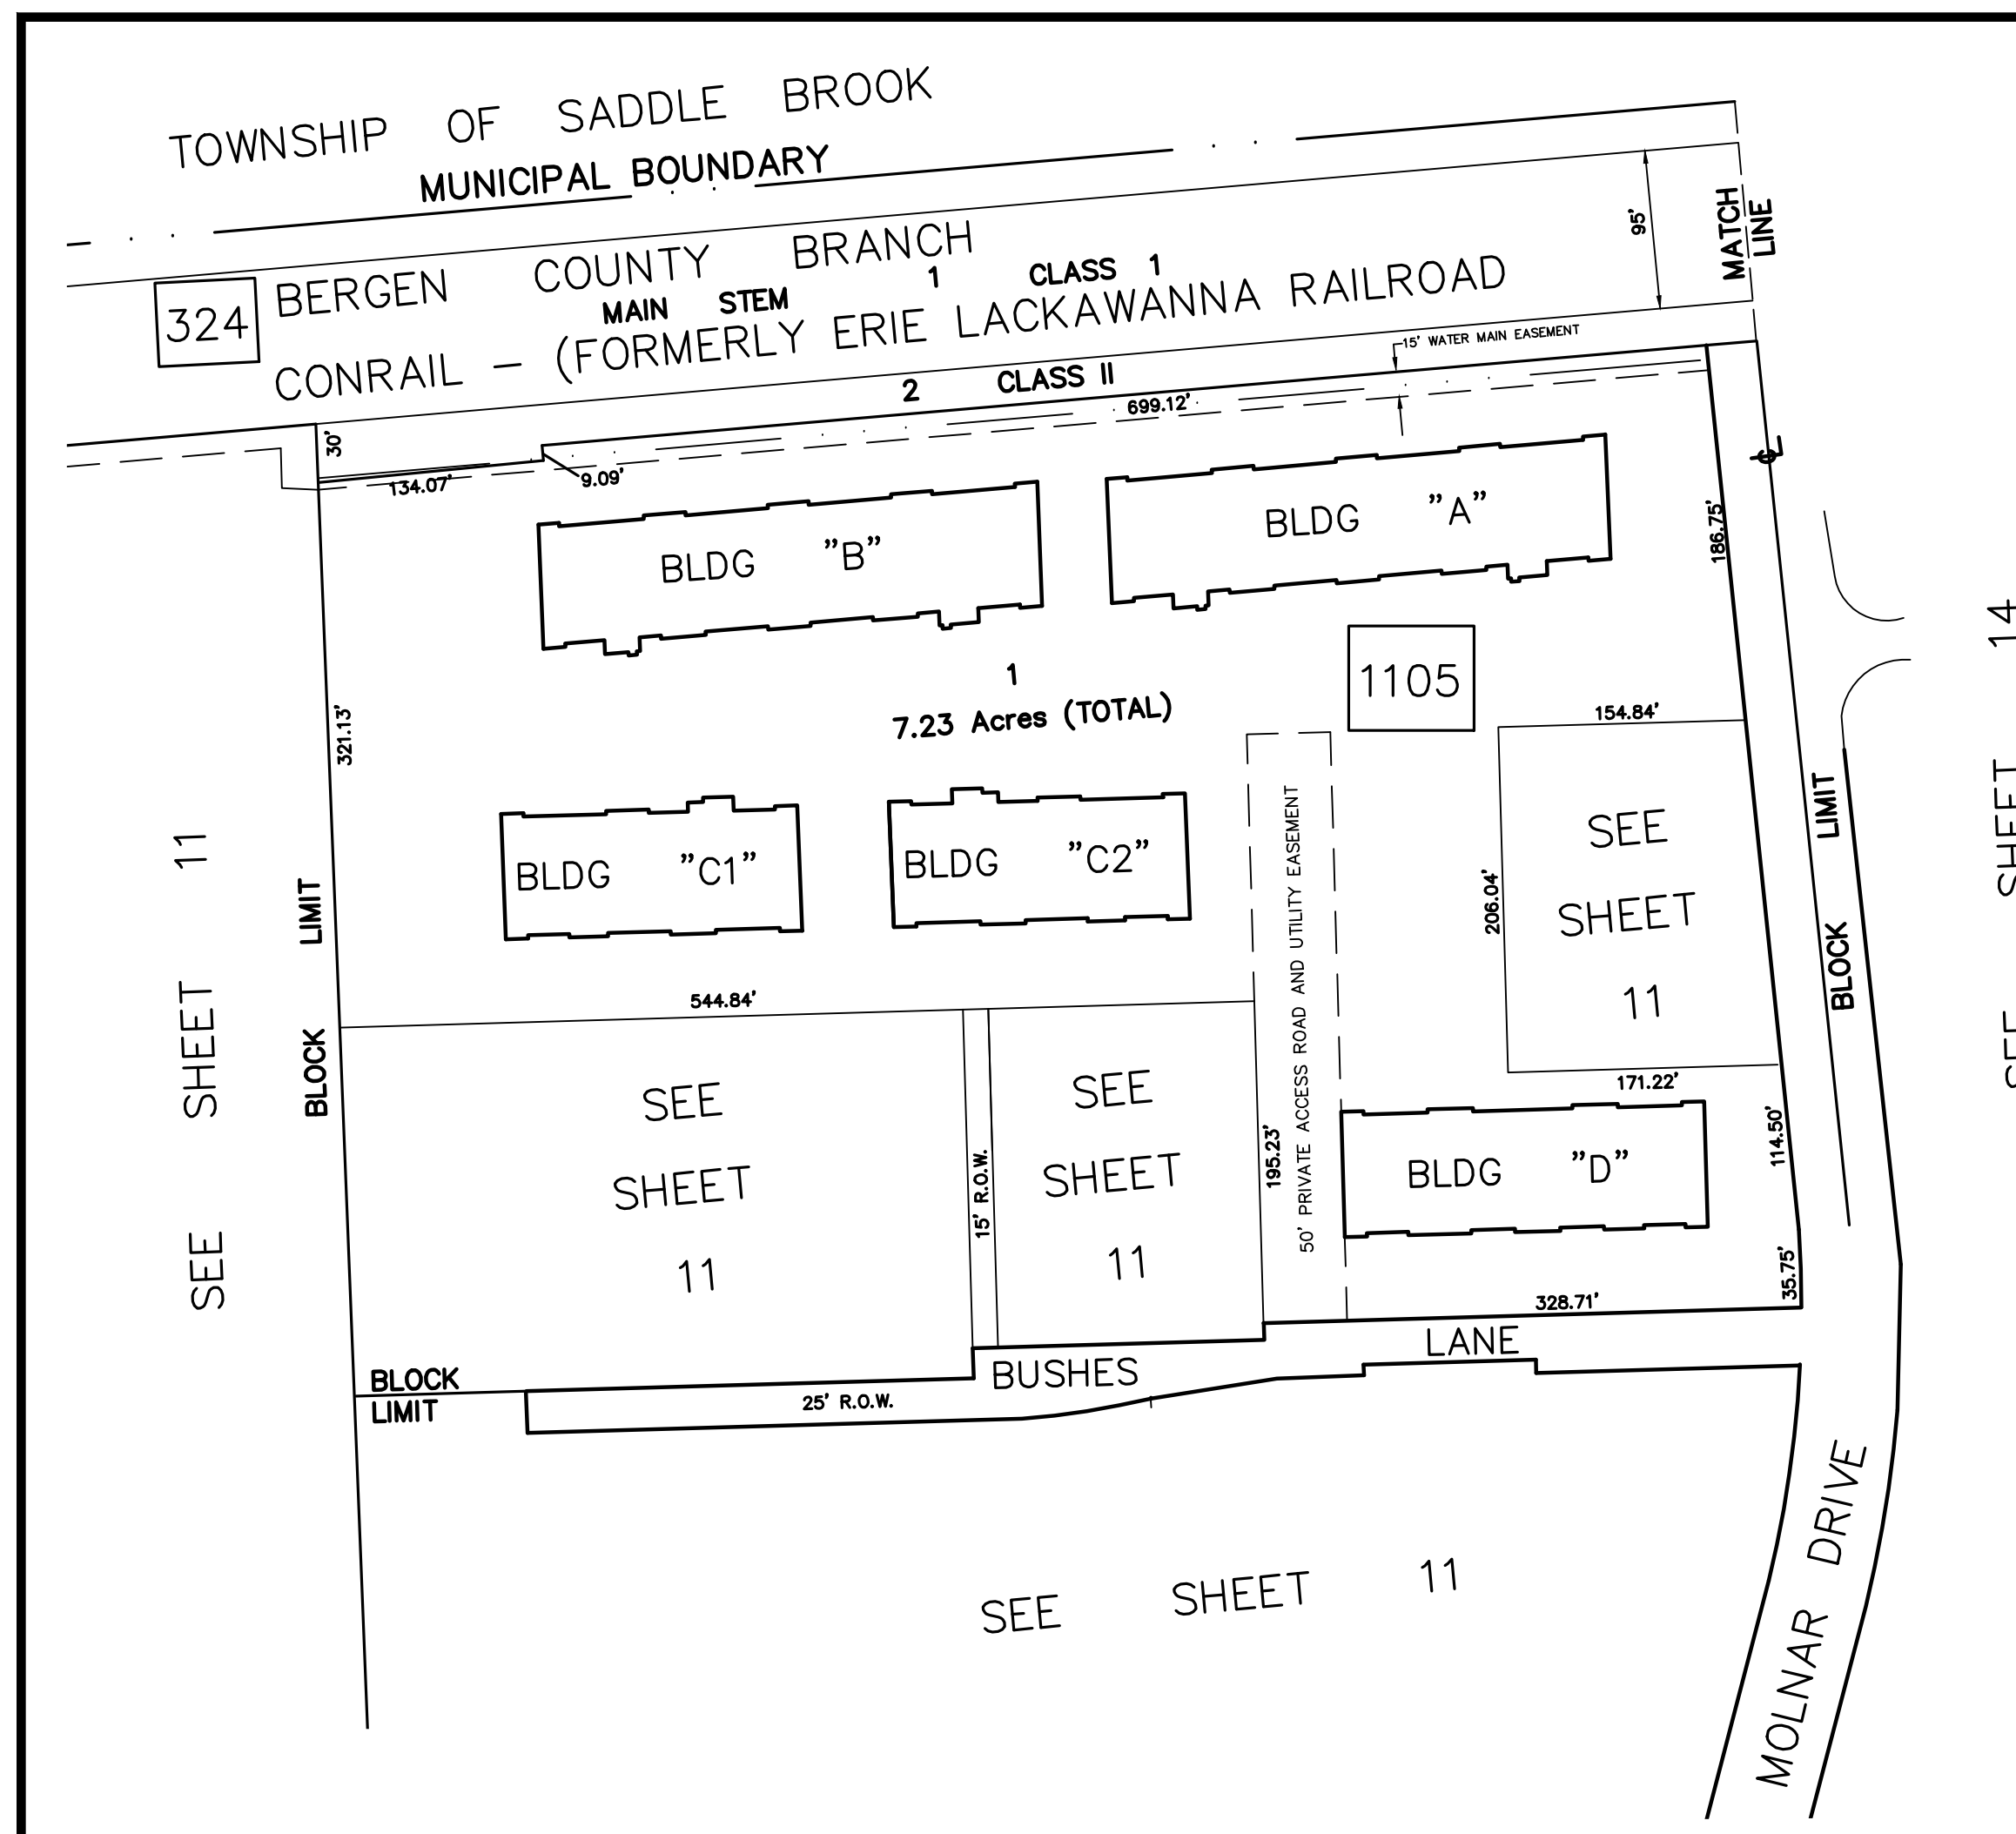 TOWNSHIP OF SADDLE BROOK
MUNICIPAL BOUNDARY
95'
MATCH
LINE
324
BERGEN COUNTY BRANCH
1 CLASS 1
MAIN STEM
CONRAIL - (FORMERLY ERIE LACKAWANNA RAILROAD
15' WATER MAIN EASEMENT
2 CLASS II
699.12'
30'
134.07'
9.09'
BLDG "B"
BLDG "A"
186.75'
1
7.23 Acres (TOTAL)
1105
321.13'
154.84'
SEE SHEET 11
BLOCK LIMIT
BLDG "C1"
BLDG "C2"
50' PRIVATE ACCESS ROAD AND UTILITY EASEMENT
206.04'
SEE
SHEET
11
BLOCK LIMIT
SEE SHEET 14
544.84'
171.22'
SEE
SHEET
11
15' R.O.W.
SEE
SHEET
11
195.23'
BLDG "D"
114.50'
35.75'
328.71'
BLOCK
LIMIT
BUSHES LANE
25' R.O.W.
SEE SHEET 11
MOLNAR DRIVE